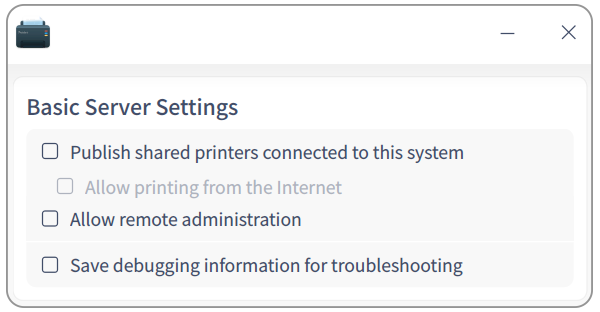 Basic Server Settings
Publish shared printers connected to this system
Allow printing from the Internet
Allow remote administration
Save debugging information for troubleshooting